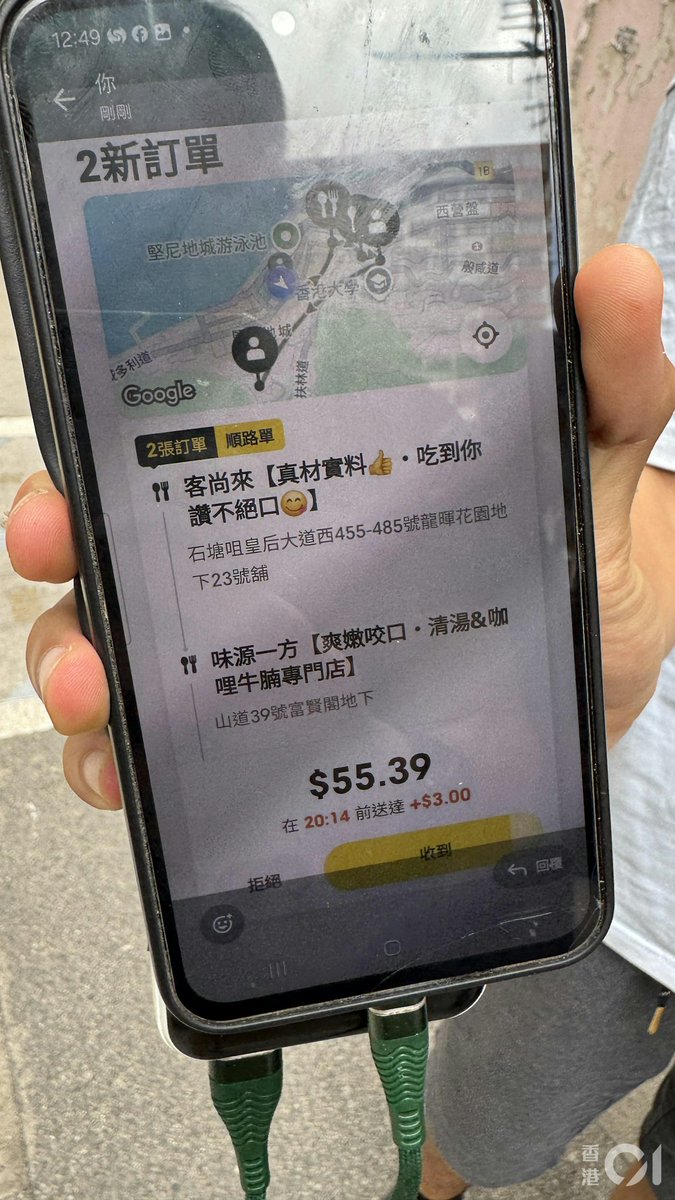 12:49
你
剛剛
2新訂單
1B
西營盤
堅尼地城游泳池
般咸道
香港大學
扶林道
Google
2張訂單 順路單
客尚來【真材實料👍・吃到你
讚不絕口😋】
石塘咀皇后大道西455-485號龍暉花園地
下23號舖
味源一方【爽嫩咬口・清湯&咖
哩牛腩專門店】
山道39號富賢閣地下
$55.39
在 20:14 前送達 +$3.00
收到
拒絕
回覆
香港01